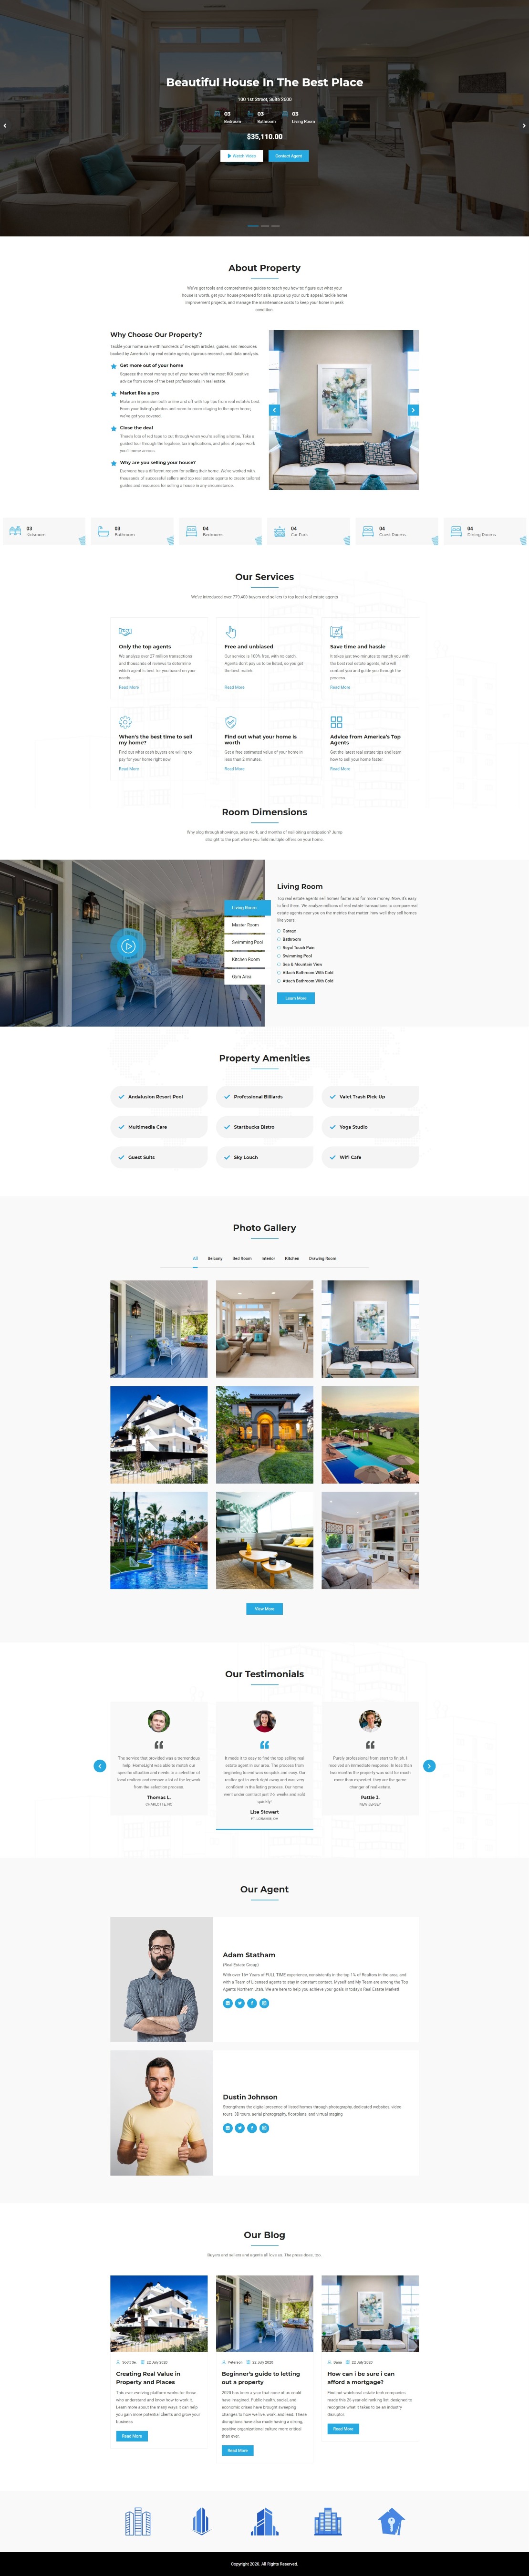 Beautiful House In The Best Place
100 1st Street, Suite 2600
03
Bedroom
03
Bathroom
03
Living Room
$35,110.00
Watch Video
Contact Agent
About Property
We've got tools and comprehensive guides to teach you how to: figure out what your
house is worth, get your house prepared for sale, spruce up your curb appeal, tackle home
improvement projects, and manage the maintenance costs to keep your home in peak
condition.
Why Choose Our Property?
Tackle your home sale with hundreds of in-depth articles, guides, and resources
backed by America's top real estate agents, rigorous research, and data analysis.
Get more out of your home
Squeeze the most money out of your home with the most ROI-positive
advice from some of the best professionals in real estate.
Market like a pro
Make an impression both online and off with top tips from real estate's best.
From your listing's photos and room-to-room staging to the open home,
we've got you covered.
Close the deal
There's lots of red tape to cut through when you're selling a home. Take a
guided tour through the logistics, tax implications, and piles of paperwork
you'll come across.
Why are you selling your house?
Everyone has a different reason for selling their home. We've worked with
thousands of successful sellers and top real estate agents to create tailored
guides and resources for selling a house in any circumstance.
03
Videroom
03
Bathroom
04
Bedrooms
04
Car Park
04
Guest Rooms
04
Dining Rooms
Our Services
We've introduced over 779,400 buyers and sellers to top local real estate agents
Only the top agents
We analyze over 27 million transactions
and thousands of reviews to determine
which agent is best for you based on your
needs.
Read More
Free and unbiased
Our service is 100% free, with no catch.
Agents don't pay us to be listed, so you get
the best match.
Read More
Save time and hassle
It takes just two minutes to match you with
the best real estate agents, who will
contact you and guide you through the
process.
Read More
When's the best time to sell
my home?
Find out what cash buyers are willing to
pay for your home right now.
Read More
Find out what your home is
worth
Get a free estimated value of your home in
less than 2 minutes.
Read More
Advice from America's Top
Agents
Get the latest real estate tips and learn
how to sell your home faster.
Read More
Room Dimensions
Why slog through showings, prep work, and months of nail-biting anticipation? Jump
straight to the part where you field multiple offers on your home.
Living Room
Master Room
Swimming Pool
Kitchen Room
Gym Area
Living Room
Top real estate agents sell homes faster and for more money. Now, it's easy
to find them. We analyze millions of real estate transactions to compare real
estate agents near you on the metrics that matter: how well they sell homes
like yours.
Garage
Bathroom
Royal Touch Pain
Swimming Pool
Sea & Mountain View
Attach Bathroom With Cold
Attach Bathroom With Cold
Learn More
Property Amenities
Andalusion Resort Pool
Professional Billiards
Valet Trash Pick-Up
Multimedia Care
Startbucks Bistro
Yoga Studio
Guest Suits
Sky Louch
Wifi Cafe
Photo Gallery
All
Balcony
Bed Room
Interior
Kitchen
Drawing Room
View More
Our Testimonials
The service that provided was a tremendous
help. HomeLight was able to match our
specific situation and needs to a selection of
local realtors and remove a lot of the legwork
from the selection process.
Thomas L.
CHARLOTTE, NC
It made it so easy to find the top selling real
estate agent in our area. The process from
beginning to end was so quick and easy. Our
realtor got to work right away and was very
confident in the listing process. Our home
went under contract just 5.0 weeks and sold
quickly!
Lisa Stewart
Purely professional from start to finish. I
received an immediate response. In less than
two months the property was sold for much
more than expected: they are the game
changer of real estate
Pattie J.
NEW JERSEY
Our Agent
Adam Statham
(Real Estate Group)
With over 16+ Years of FULL TIME experience, consistently in the top 1% of Realtors in the area, and
with a Team of Licensed agents to stay in constant contact. Myself and My Team are among the Top
Agents Northern Utah. We are here to help you achieve your goals in today's Real Estate Market!!
Dustin Johnson
Strengthens the digital presence of listed homes through photography, dedicated websites, video
tours, 3D tours, aerial photography, floorplans, and virtual staging
Our Blog
Buyers and sellers and agents all love us. The press does, too.
22 July 2020
Creating Real Value in
Property and Places
This ever-evolving platform works for those
who understand and know how to work it.
Learn more about the many ways it can help
you gain more potential clients and grow your
business
Read More
Peterson
22 July 2020
Beginner's guide to letting
out a property
2020 has been a year that none of us could
have imagined. Public health, social, and
economic crises have brought sweeping
changes to how we live, work, and lead. These
disruptions have also made having a strong,
positive organizational culture more critical
than ever.
Read More
22 July 2020
How can i be sure i can
afford a mortgage?
Find out which real estate tech companies
made this 25-year-old ranking list, designed to
recognize what it takes to be an industry
disruptor.
Read More
Copyright 2020. All Rights Reserved.